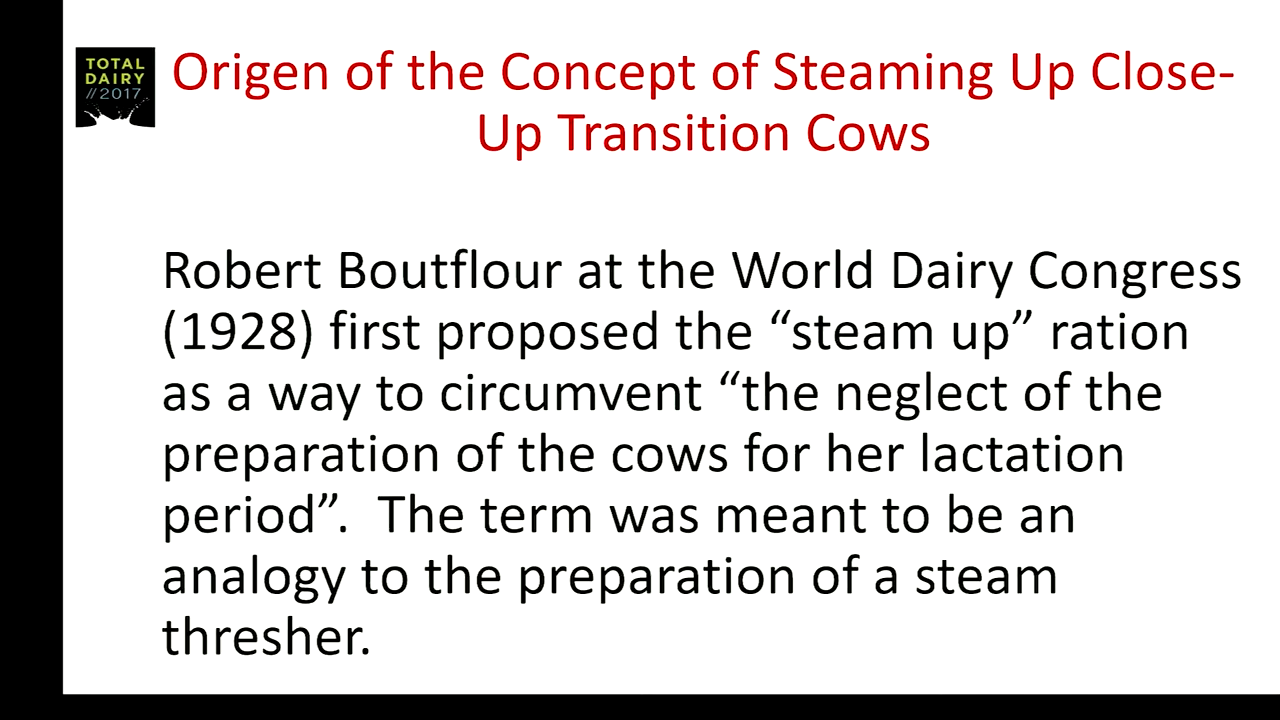 TOTAL
DAIRY
//2017
Origen of the Concept of Steaming Up Close-
Up Transition Cows
Robert Boutflour at the World Dairy Congress
(1928) first proposed the “steam up” ration
as a way to circumvent “the neglect of the
preparation of the cows for her lactation
period”.  The term was meant to be an
analogy to the preparation of a steam
thresher.